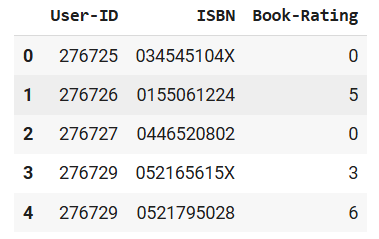 User-ID ISBN Book-Rating
0 276725 034545104X 0
1 276726 0155061224 5
2 276727 0446520802 0
3 276729 052165615X 3
4 276729 0521795028 6